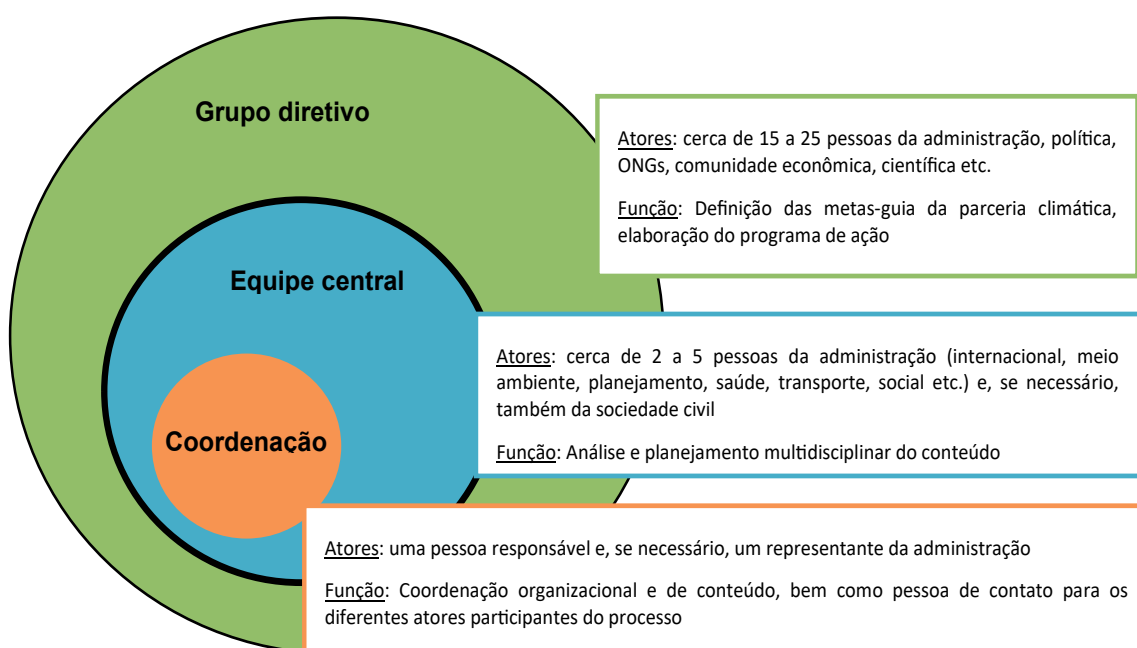 Grupo diretivo
Atores: cerca de 15 a 25 pessoas da administração, política,
ONGs, comunidade econômica, científica etc.
Função: Definição das metas-guia da parceria climática,
elaboração do programa de ação
Equipe central
Atores: cerca de 2 a 5 pessoas da administração (internacional, meio
ambiente, planejamento, saúde, transporte, social etc.) e, se necessário,
também da sociedade civil
Função: Análise e planejamento multidisciplinar do conteúdo
Coordenação
Atores: uma pessoa responsável e, se necessário, um representante da administração
Função: Coordenação organizacional e de conteúdo, bem como pessoa de contato para os
diferentes atores participantes do processo